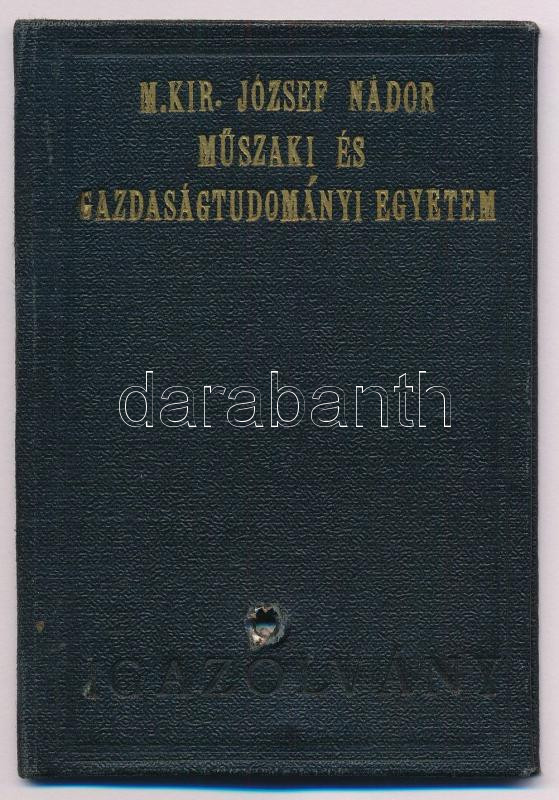 M.KIR. JÓZSEF NÁDOR
MŰSZAKI ÉS
GAZDASÁGTUDOMÁNYI EGYETEM
darabanth
IGAZOLVÁNY